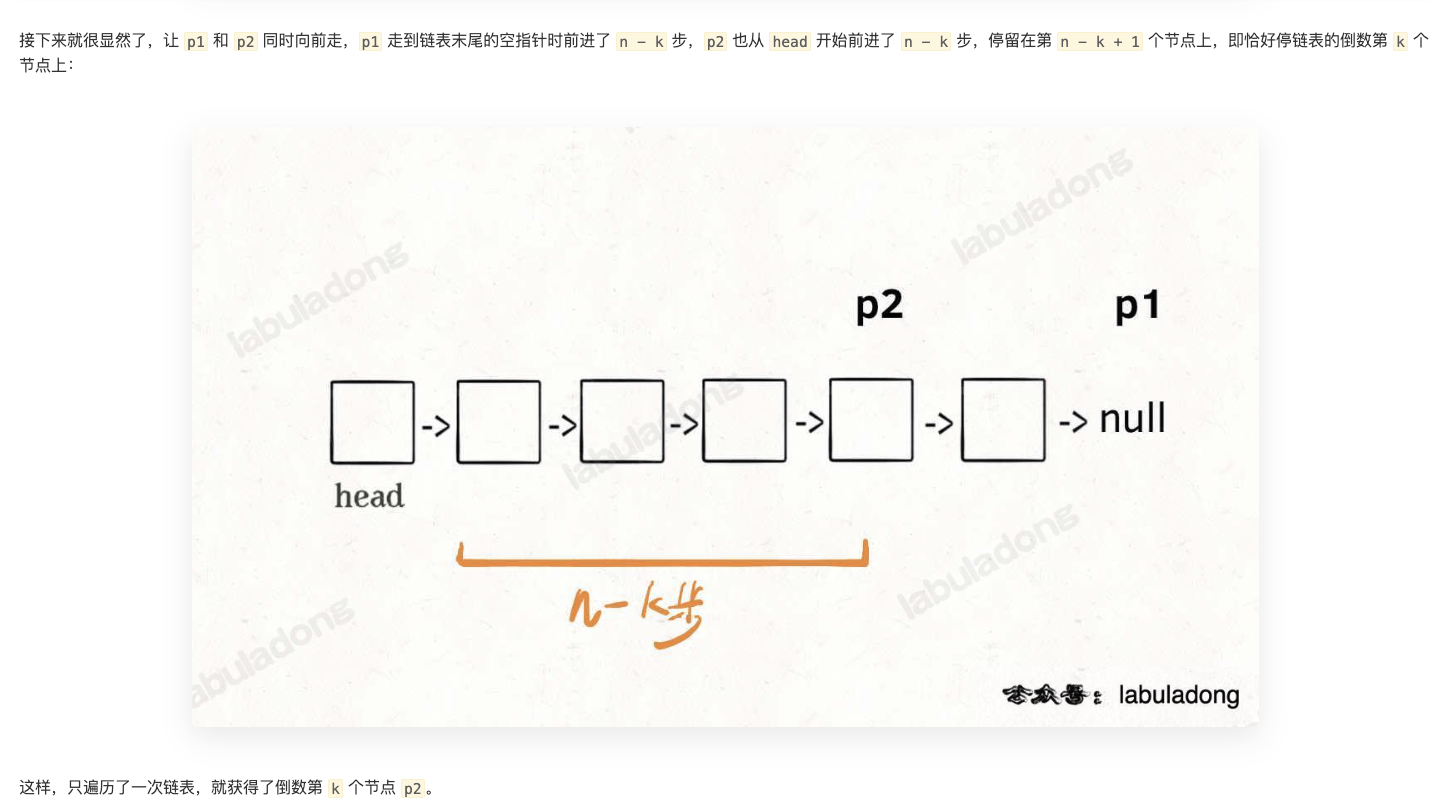 接下来就很显然了，让 p1 和 p2 同时向前走，p1 走到链表末尾的空指针时前进了 n - k 步，p2 也从 head 开始前进了 n - k 步，停留在第 n - k + 1 个节点上，即恰好停链表的倒数第 k 个
节点上：
labuladong
labuladong
p2 p1
-> -> -> -> -> -> null
labuladong
head
labuladong
n-k步
labuladong
公众号：labuladong
这样，只遍历了一次链表，就获得了倒数第 k 个节点 p2。